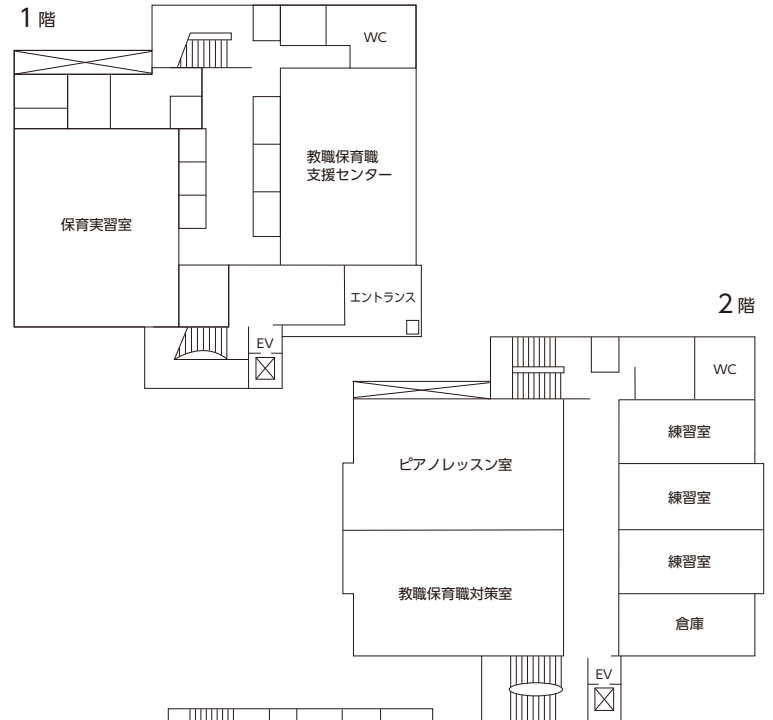 1 階
WC
教職保育職
支援センター
保育実習室
エントランス
EV
2 階
WC
練習室
ピアノレッスン室
練習室
練習室
教職保育職対策室
倉庫
EV